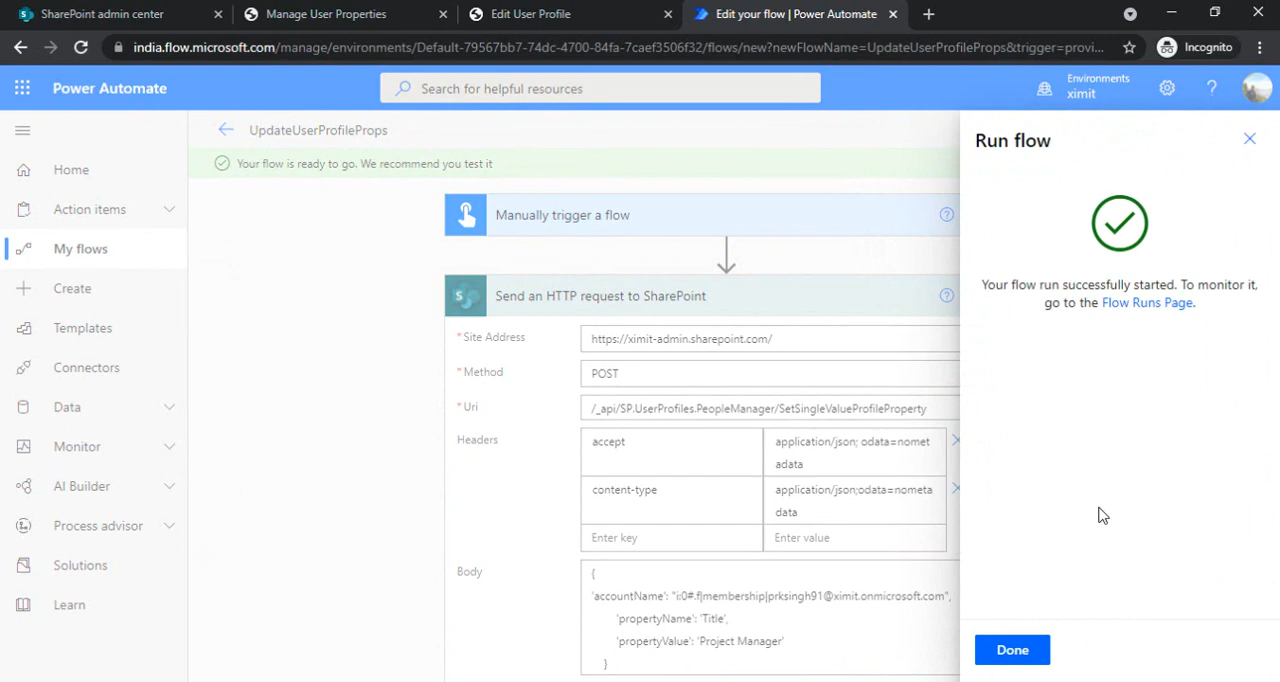 SharePoint admin center
Manage User Properties
Edit User Profile
Edit your flow | Power Automate
india.flow.microsoft.com/manage/environments/Default-79567bb7-74dc-4700-84fa-7caef3506f32/flows/new?newFlowName=UpdateUserProfileProps&trigger=provi...
Incognito
Power Automate
Search for helpful resources
Environments
ximit
Home
Action items
My flows
Create
Templates
Connectors
Data
Monitor
AI Builder
Process advisor
Solutions
Learn
UpdateUserProfileProps
Your flow is ready to go. We recommend you test it
Manually trigger a flow
Send an HTTP request to SharePoint
* Site Address
https://ximit-admin.sharepoint.com/
* Method
POST
* Uri
/_api/SP.UserProfiles.PeopleManager/SetSingleValueProfileProperty
Headers
accept
application/json; odata=nomet
adata
content-type
application/json;odata=nometa
data
Enter key
Enter value
Body
{
'accountName': "i:0#.f|membership|prksingh91@ximit.onmicrosoft.com",
'propertyName': 'Title',
'propertyValue': 'Project Manager'
}
Run flow
Your flow run successfully started. To monitor it,
go to the Flow Runs Page.
Done